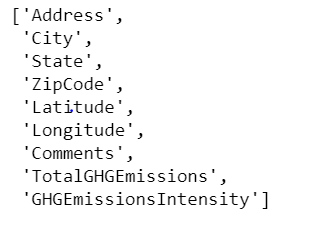 ['Address',
'City',
'State',
'ZipCode',
'Latitude',
'Longitude',
'Comments',
'TotalGHGEmissions',
'GHGEmissionsIntensity']